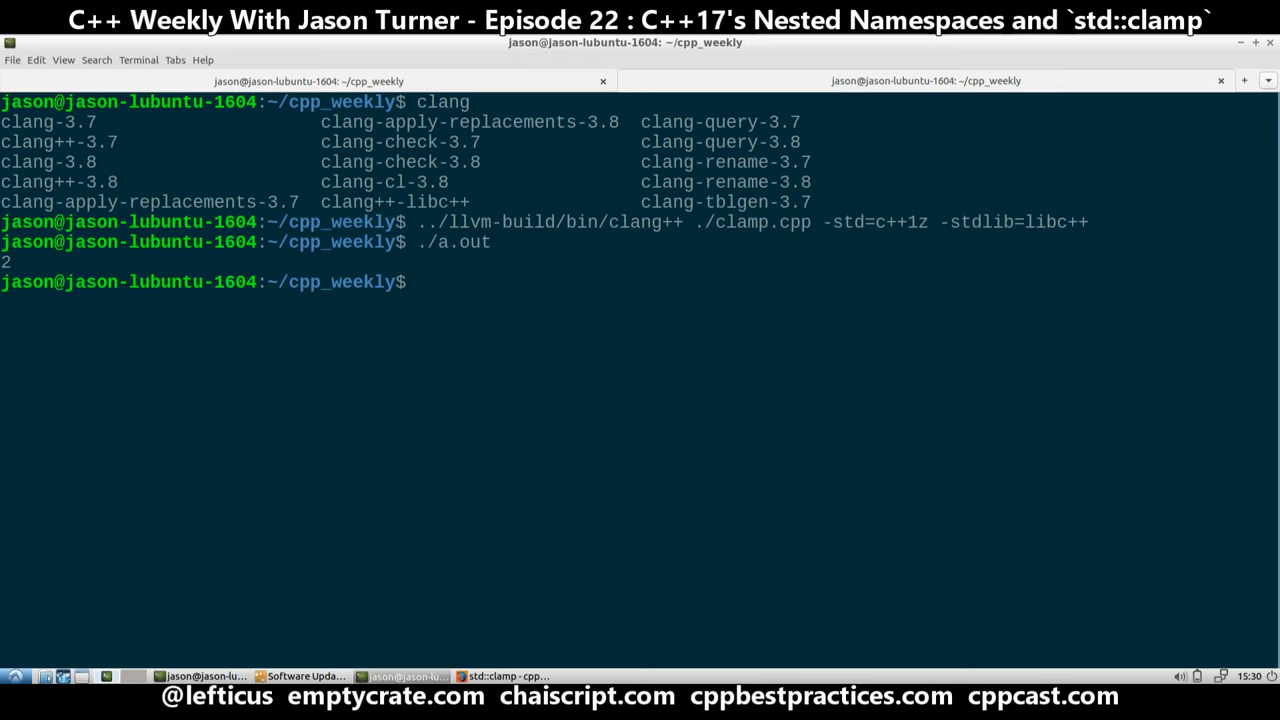 C++ Weekly With Jason Turner - Episode 22 : C++17's Nested Namespaces and `std::clamp`
jason@jason-lubuntu-1604: ~/cpp_weekly
File Edit View Search Terminal Tabs Help
jason@jason-lubuntu-1604: ~/cpp_weekly jason@jason-lubuntu-1604: ~/cpp_weekly
jason@jason-lubuntu-1604:~/cpp_weekly$ clang
clang-3.7 clang-apply-replacements-3.8 clang-query-3.7
clang++-3.7 clang-check-3.7 clang-query-3.8
clang-3.8 clang-check-3.8 clang-rename-3.7
clang++-3.8 clang-cl-3.8 clang-rename-3.8
clang-apply-replacements-3.7 clang++-libc++ clang-tblgen-3.7
jason@jason-lubuntu-1604:~/cpp_weekly$ ../llvm-build/bin/clang++ ./clamp.cpp -std=c++1z -stdlib=libc++
jason@jason-lubuntu-1604:~/cpp_weekly$ ./a.out
2
jason@jason-lubuntu-1604:~/cpp_weekly$
jason@jason-lu... Software Upda... jason@jason-lu... std::clamp - cpp... 15:30
@lefticus emptycrate.com chaiscript.com cppbestpractices.com cppcast.com